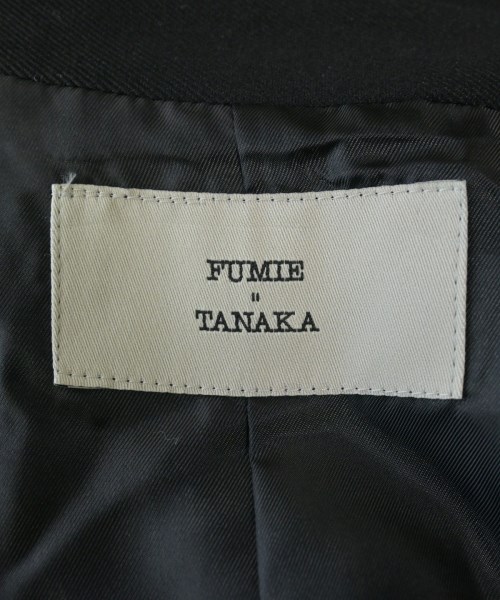 FUMIE
=
TANAKA